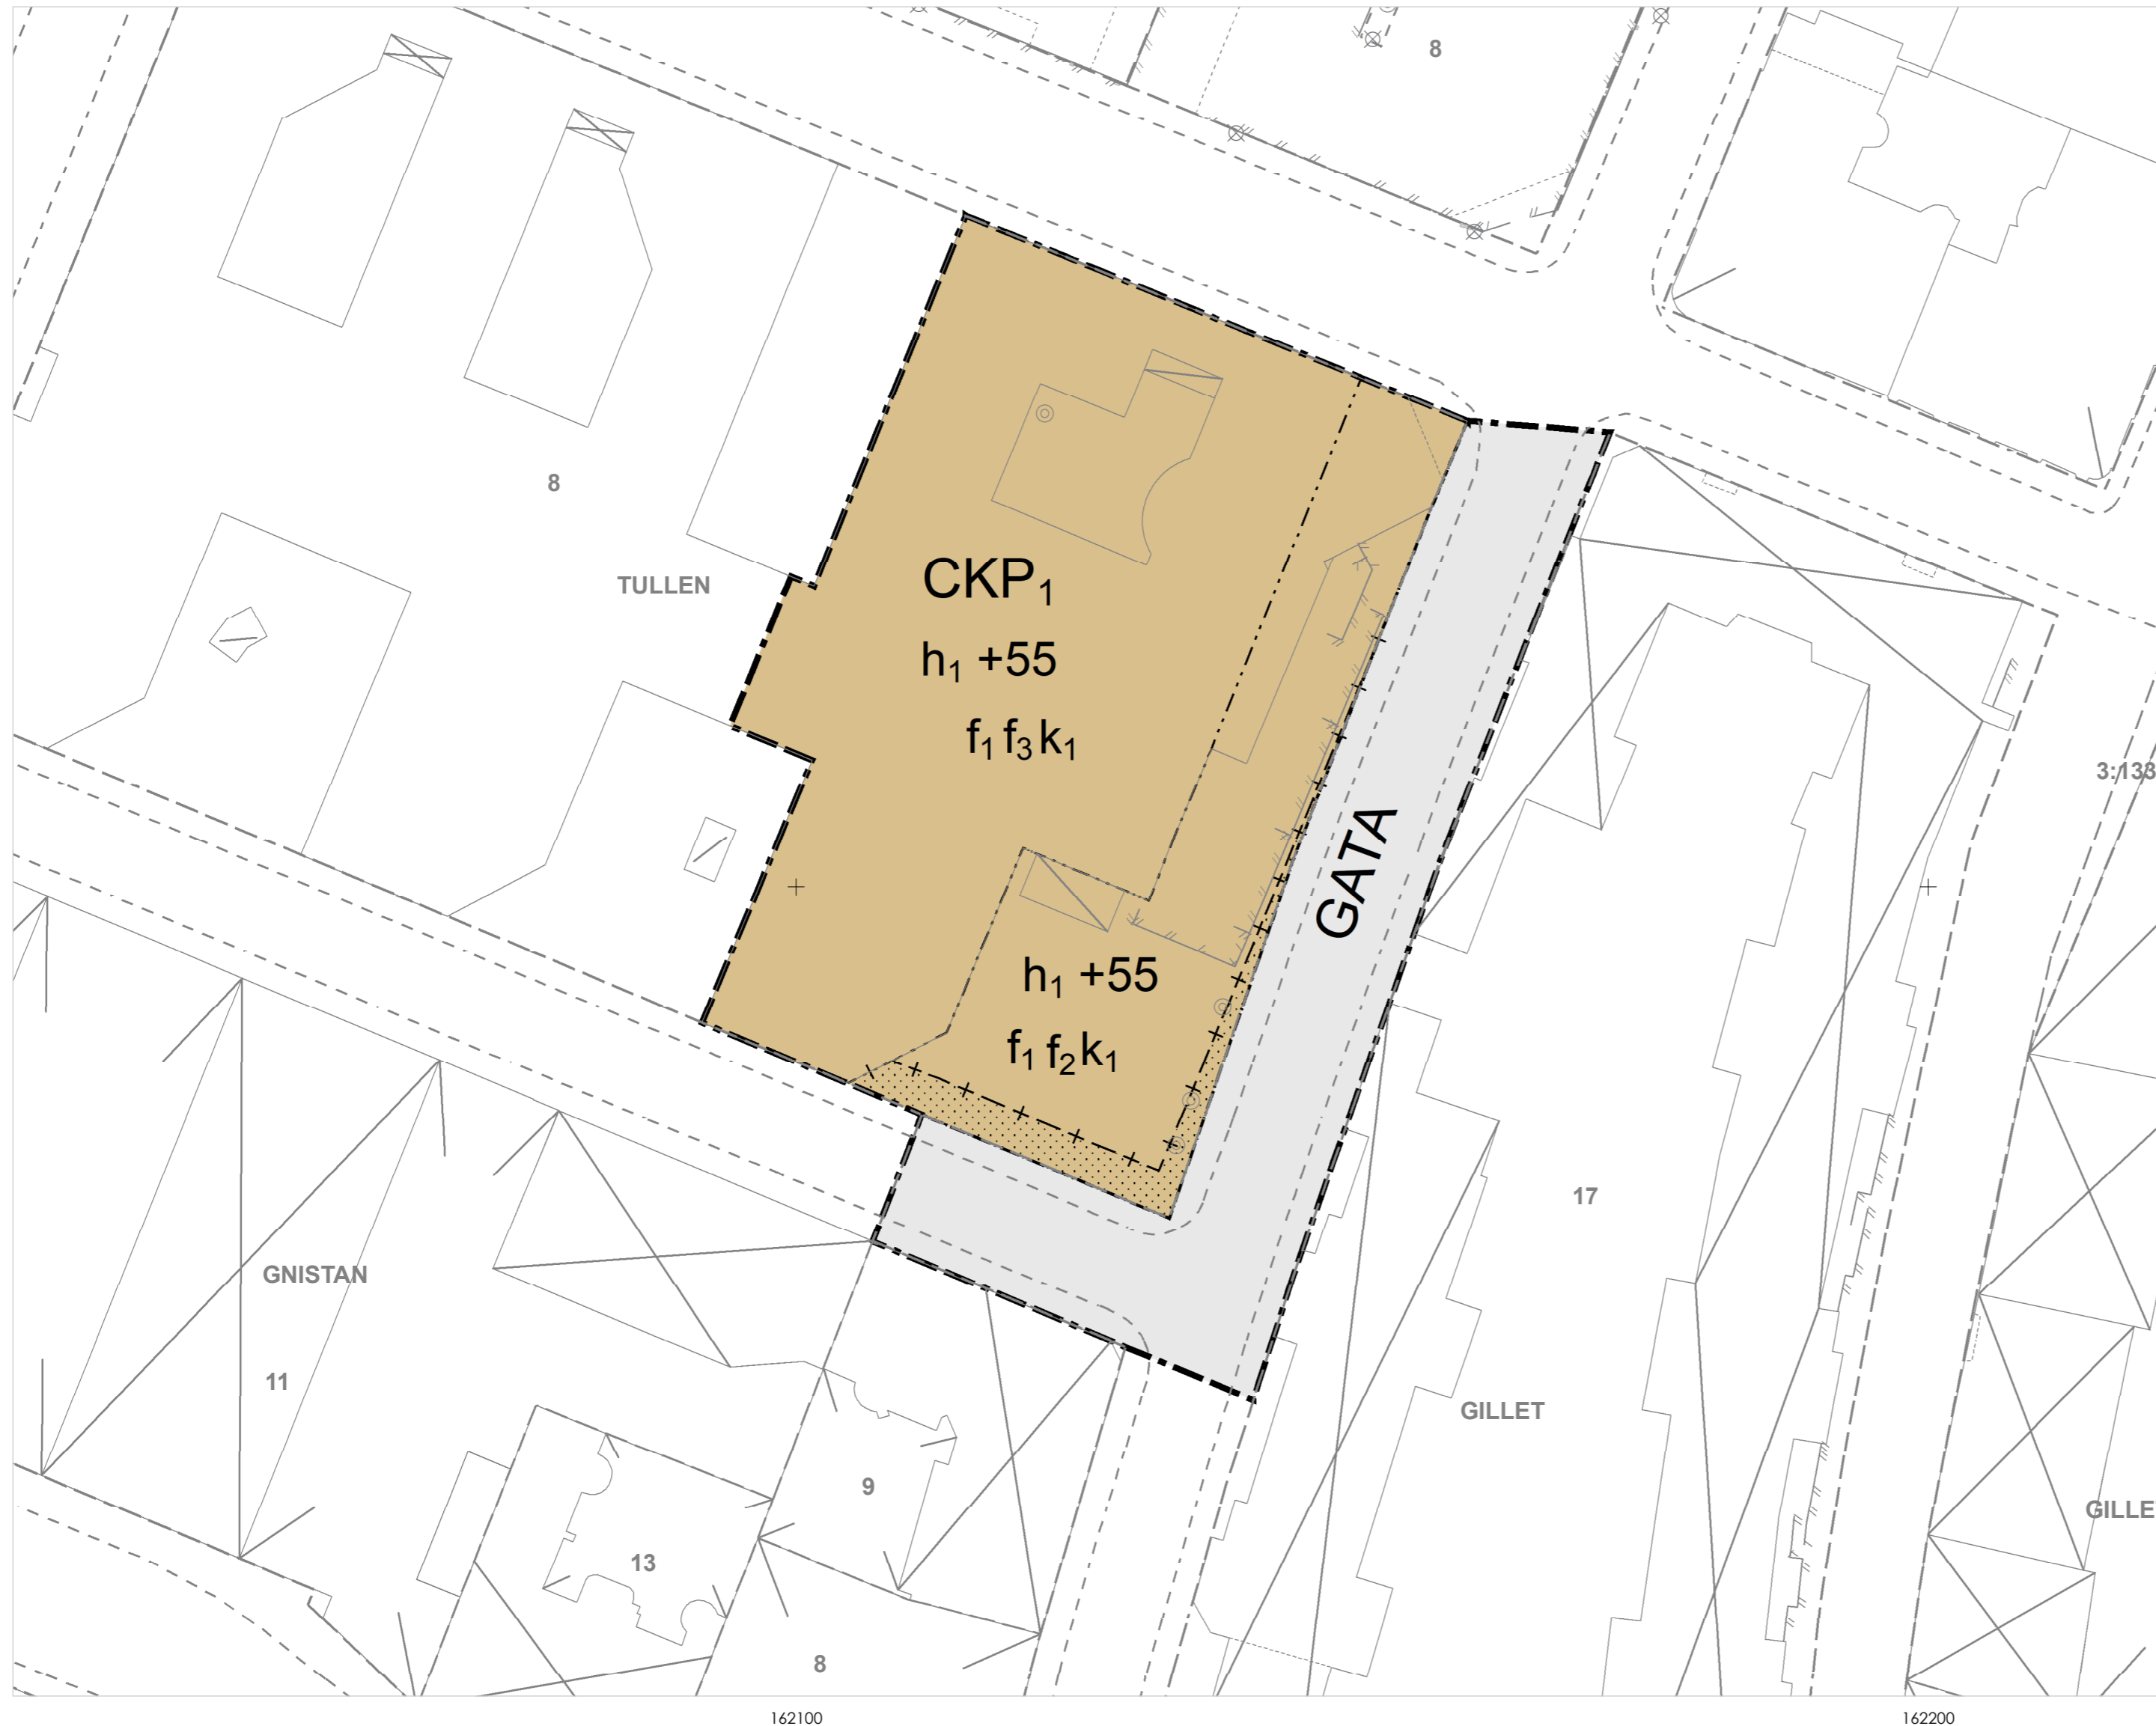 8
8
TULLEN
CKP₁
h₁ +55
f₁ f₃ k₁
3:133
GATA
h₁ +55
f₁ f₂ k₁
17
GNISTAN
11
GILLET
9
GILLE
13
8
162100
162200